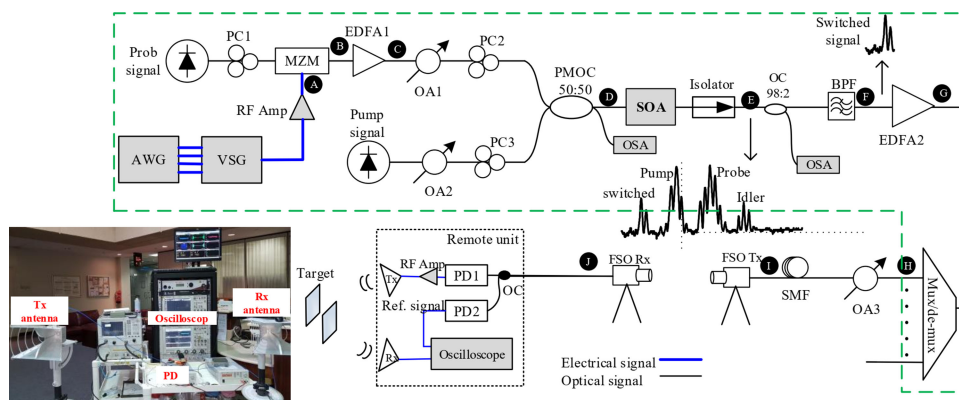 Switched
signal
PC1
EDFA1
PC2
B
C
Prob
signal
MZM
A
OA1
PMOC
50:50
D
SOA
Isolator
E
OC
98:2
BPF
F
G
RF Amp
Pump
signal
OSA
EDFA2
PC3
AWG
VSG
OA2
OSA
Pump
Probe
switched
Idler
Remote unit
Target
RF Amp
Tx
PD1
J
FSO Rx
FSO Tx
I
SMF
H
OA3
Mux/de-mux
OC
Ref. signal
PD2
Rx
Oscilloscope
Electrical signal
Optical signal
Tx
antenna
Oscilloscop
Rx
antenna
PD